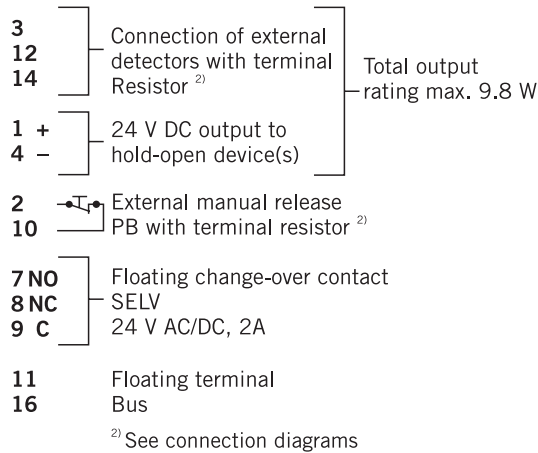 3
12
14
Connection of external
detectors with terminal
Resistor 2)
1 +
4 –
24 V DC output to
hold-open device(s)
Total output
rating max. 9.8 W
2
10
External manual release
PB with terminal resistor 2)
7 NO
8 NC
9 C
Floating change-over contact
SELV
24 V AC/DC, 2A
11 Floating terminal
16 Bus
2) See connection diagrams